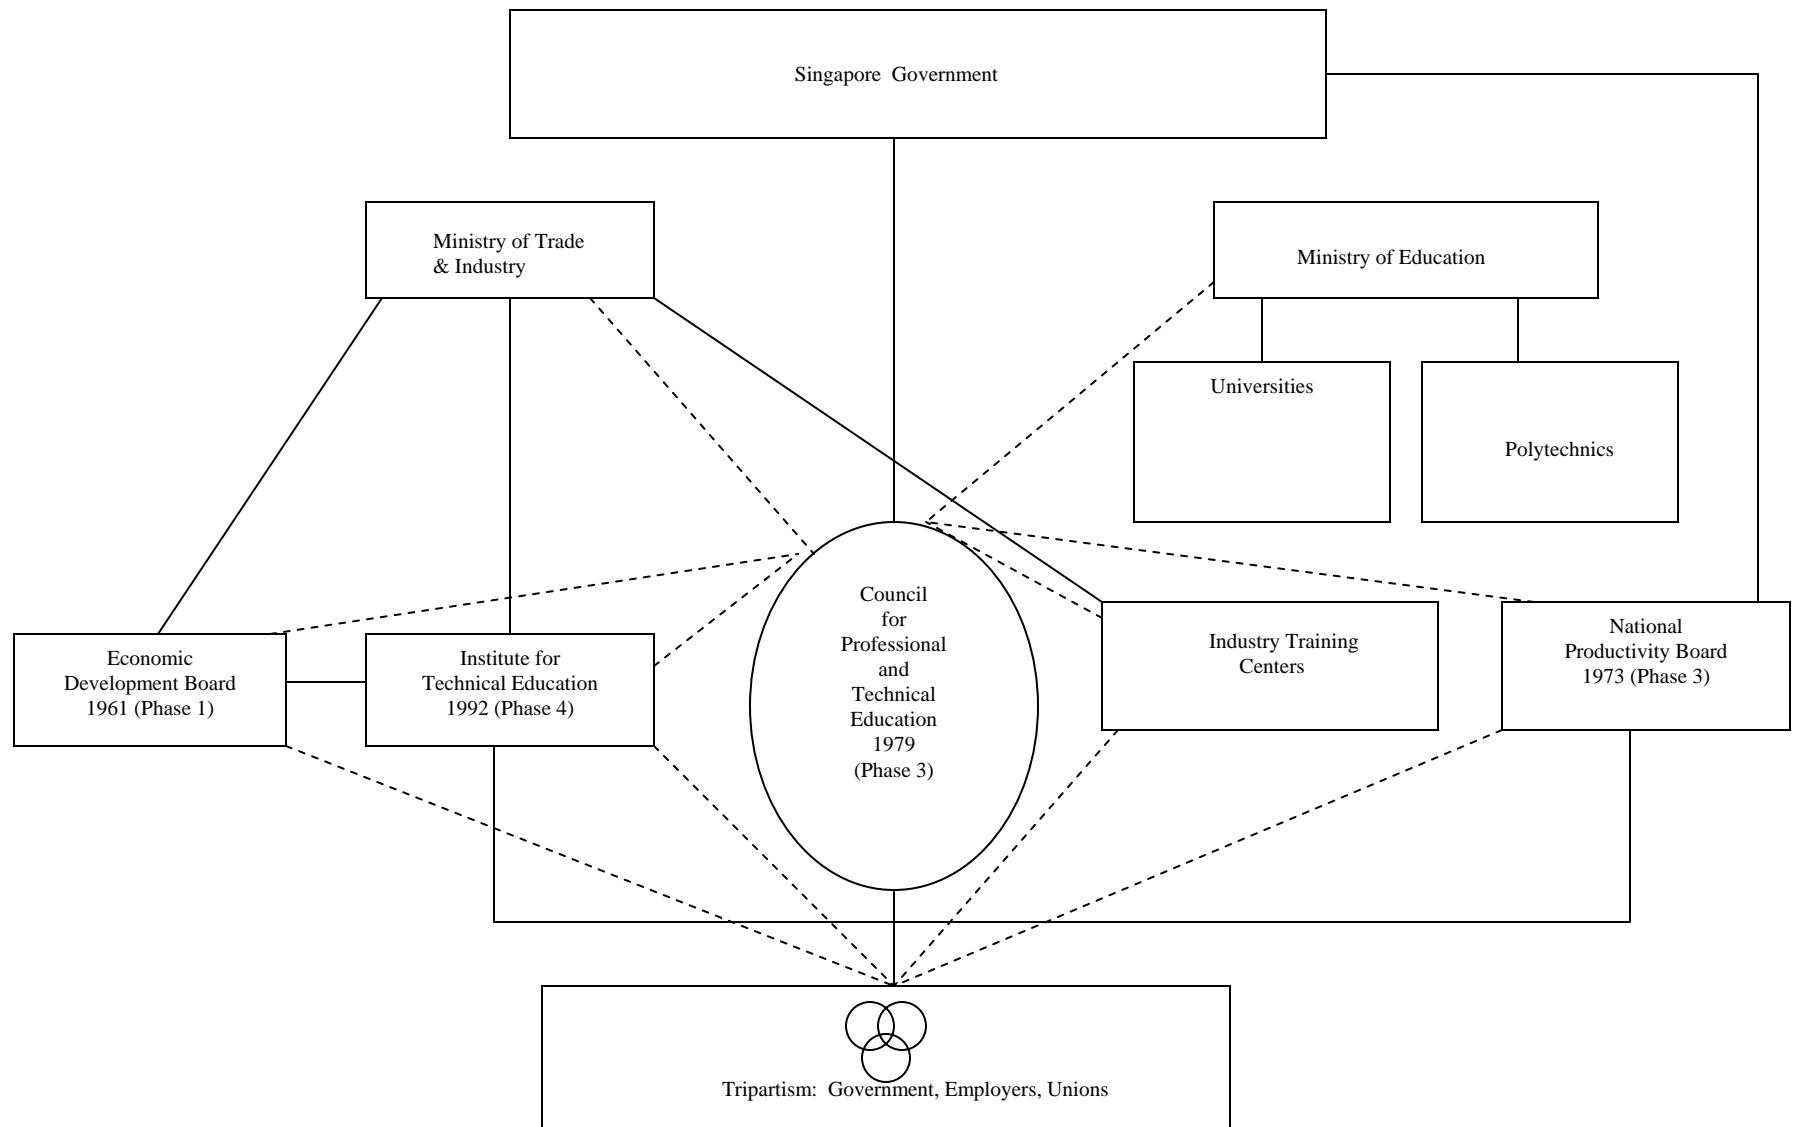 Singapore  Government
Ministry of Trade
& Industry
Ministry of Education
Universities
Polytechnics
Economic
Development Board
1961 (Phase 1)
Institute for
Technical Education
1992 (Phase 4)
Council
for
Professional
and
Technical
Education
1979
(Phase 3)
Industry Training
Centers
National
Productivity Board
1973 (Phase 3)
Tripartism:  Government, Employers, Unions